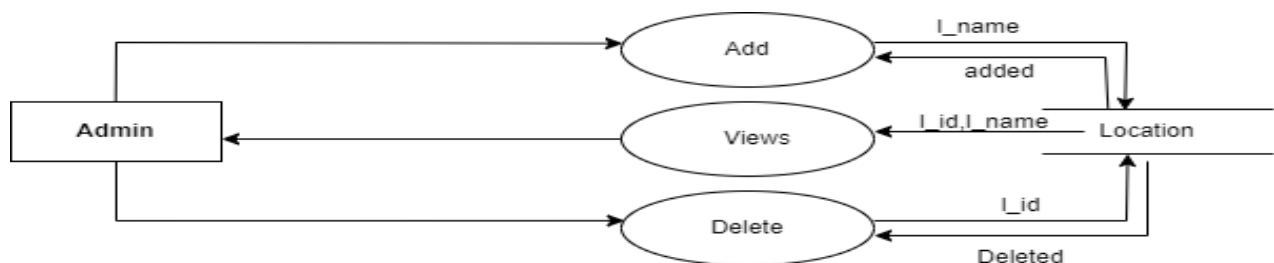 l_name
Add
added
Admin
Views
l_id,l_name
Location
Delete
l_id
Deleted